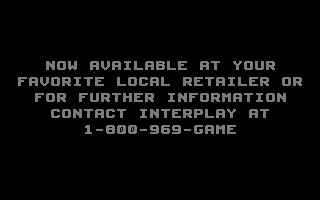 NOW AVAILABLE AT YOUR
FAVORITE LOCAL RETAILER OR
FOR FURTHER INFORMATION
CONTACT INTERPLAY AT
1-800-969-GAME